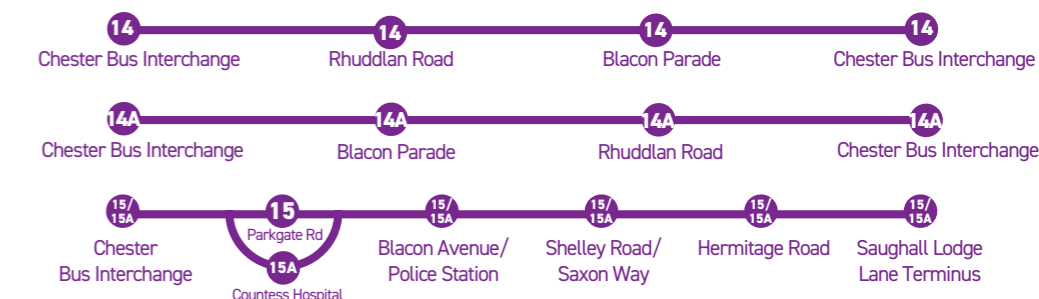 14 14 14 14
Chester Bus Interchange Rhuddlan Road Blacon Parade Chester Bus Interchange
14A 14A 14A 14A
Chester Bus Interchange Blacon Parade Rhuddlan Road Chester Bus Interchange
15/ 15 15/ 15/ 15/ 15/
15A 15A 15A 15A 15A
Parkgate Rd
Chester Blacon Avenue/ Shelley Road/ Hermitage Road Saughall Lodge
Bus Interchange 15A Police Station Saxon Way Lane Terminus
Countess Hospital